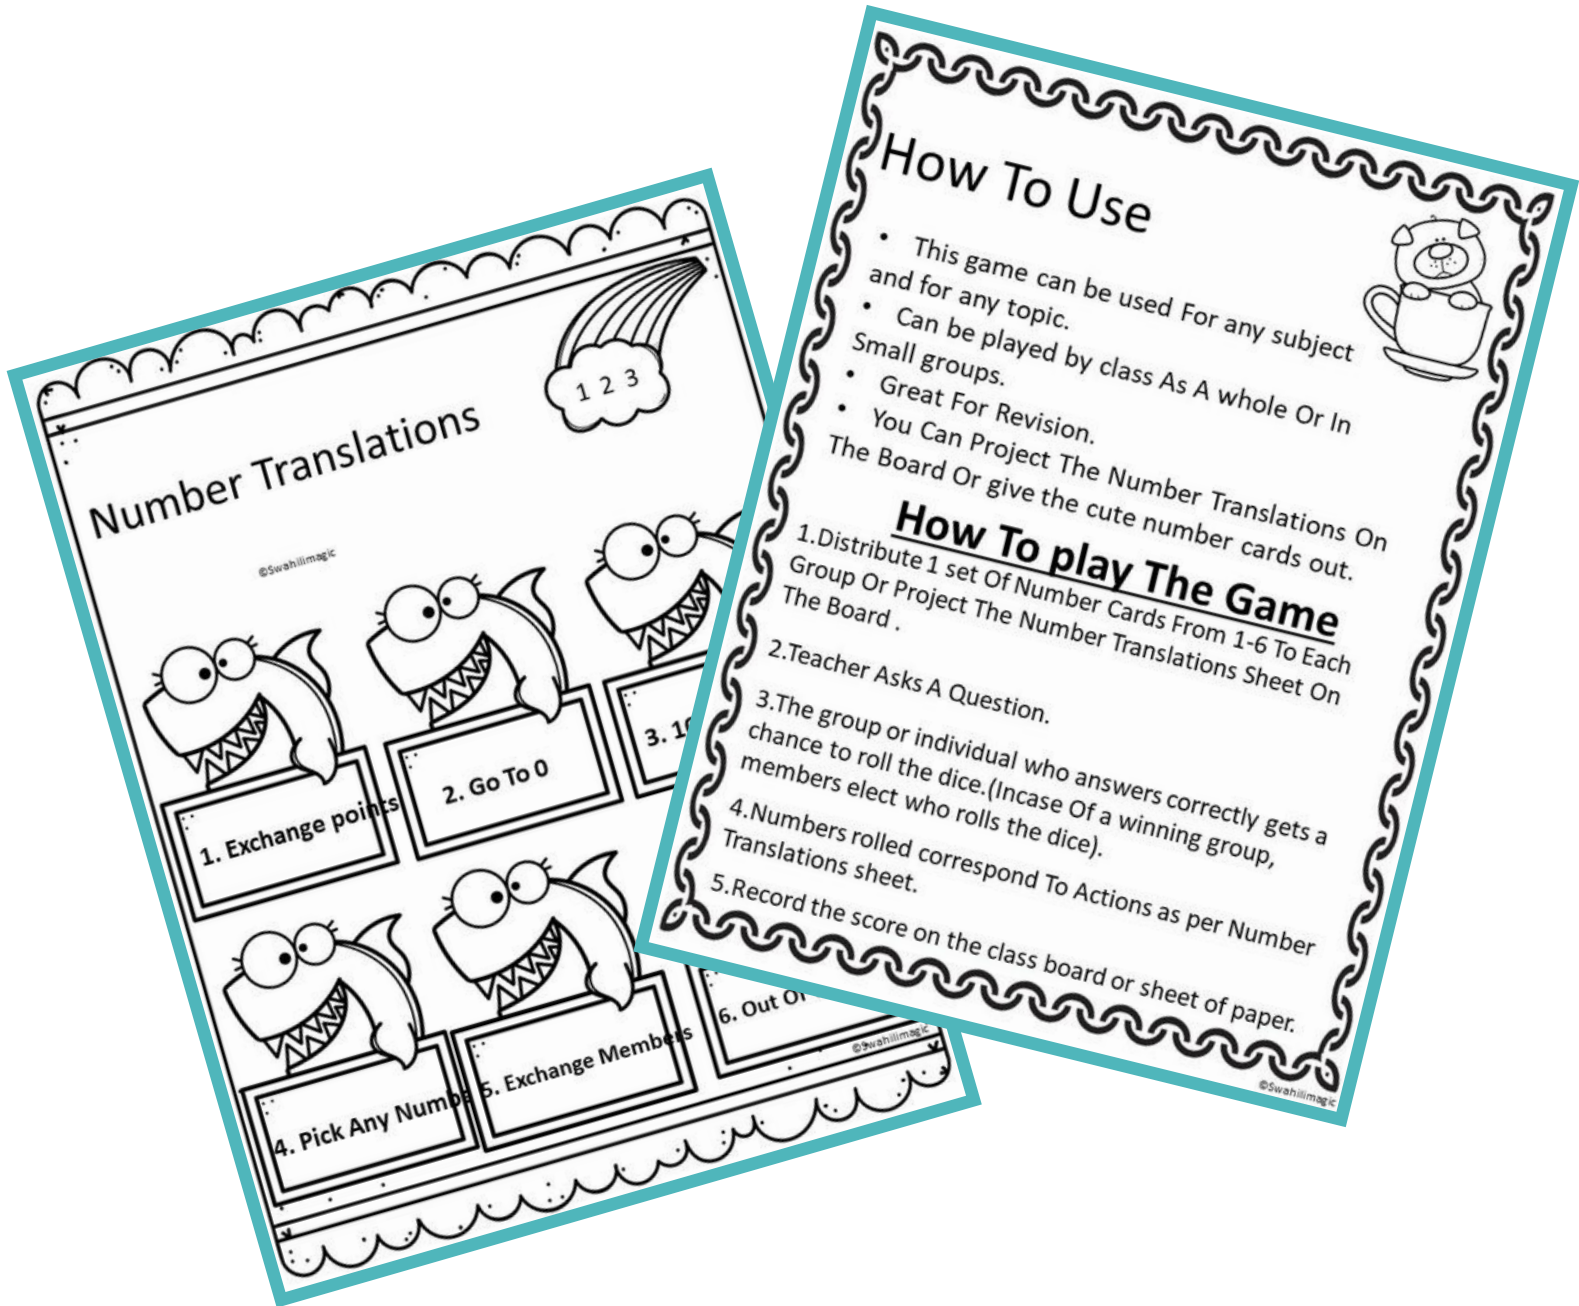 1 2 3
Number Translations
©Swahilimagic
1. Exchange points
2. Go To 0
3.
4. Pick Any
5. Exchange Members
6. Out
©Swahilimagic
How To Use
• This game can be used For any subject
and for any topic.
• Can be played by class As A whole Or In
Small groups.
• Great For Revision.
• You Can Project The Number Translations On
The Board Or give the cute number cards out.
How To play The Game
1.Distribute 1 set Of Number Cards From 1-6 To Each
Group Or Project The Number Translations Sheet On
The Board .
2.Teacher Asks A Question.
3.The group or individual who answers correctly gets a
chance to roll the dice.(Incase Of a winning group,
members elect who rolls the dice).
4.Numbers rolled correspond To Actions as per Number
Translations sheet.
5.Record the score on the class board or sheet of paper.
©Swahilimagic